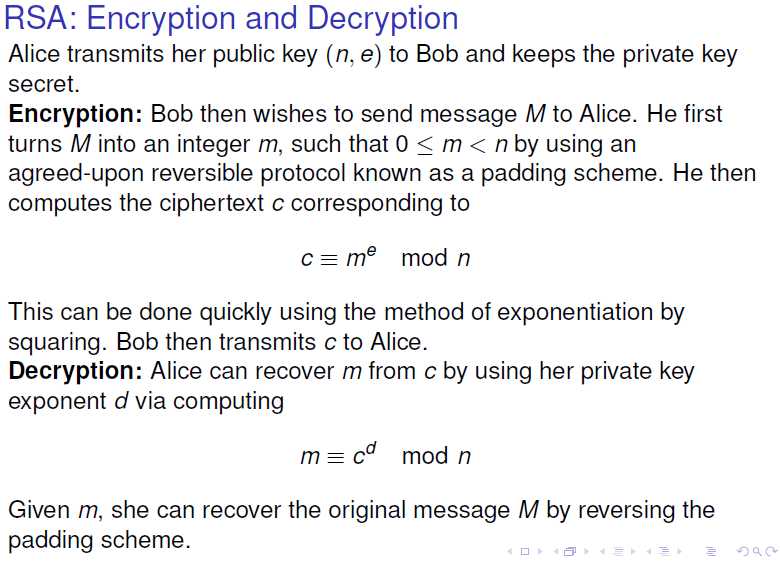 RSA: Encryption and Decryption
Alice transmits her public key (n, e) to Bob and keeps the private key
secret.
Encryption: Bob then wishes to send message M to Alice. He first
turns M into an integer m, such that 0 ≤ m < n by using an
agreed-upon reversible protocol known as a padding scheme. He then
computes the ciphertext c corresponding to
c ≡ mᵉ mod n
This can be done quickly using the method of exponentiation by
squaring. Bob then transmits c to Alice.
Decryption: Alice can recover m from c by using her private key
exponent d via computing
m ≡ cᵈ mod n
Given m, she can recover the original message M by reversing the
padding scheme.